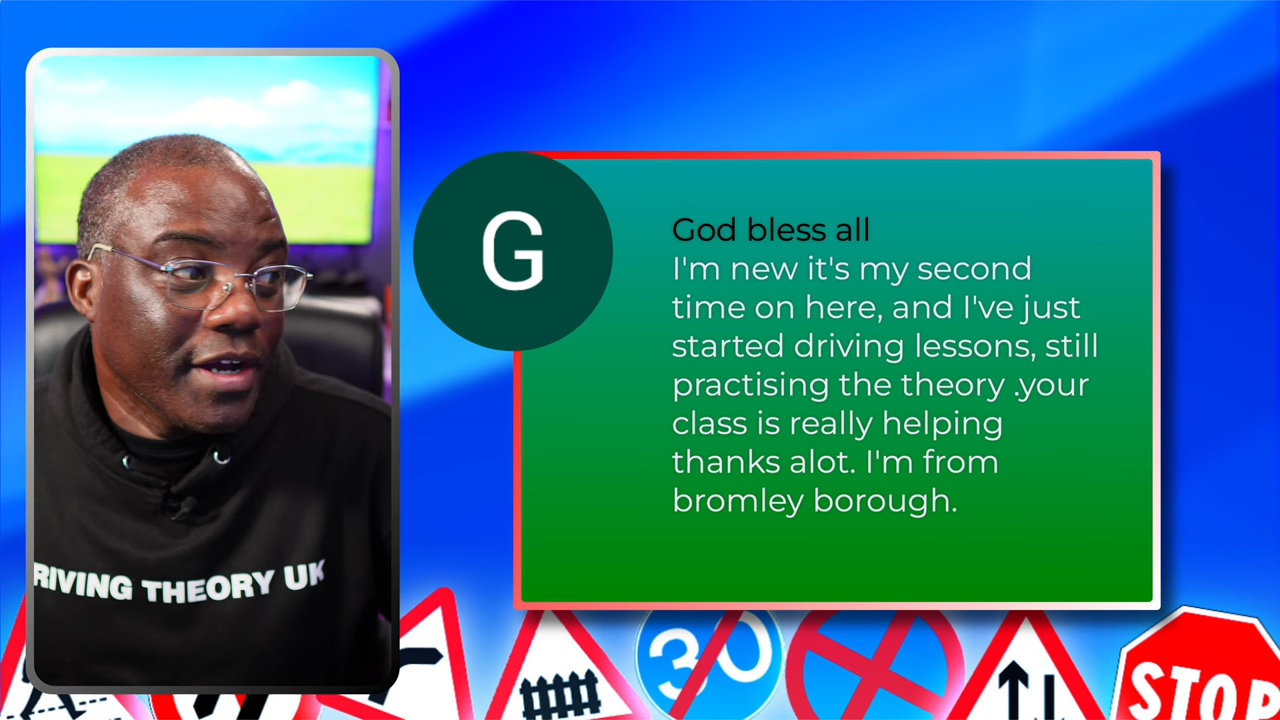 G
God bless all
I'm new it's my second
time on here, and I've just
started driving lessons, still
practising the theory .your
class is really helping
thanks alot. I'm from
bromley borough.
RIVING THEORY UK
30
STOP